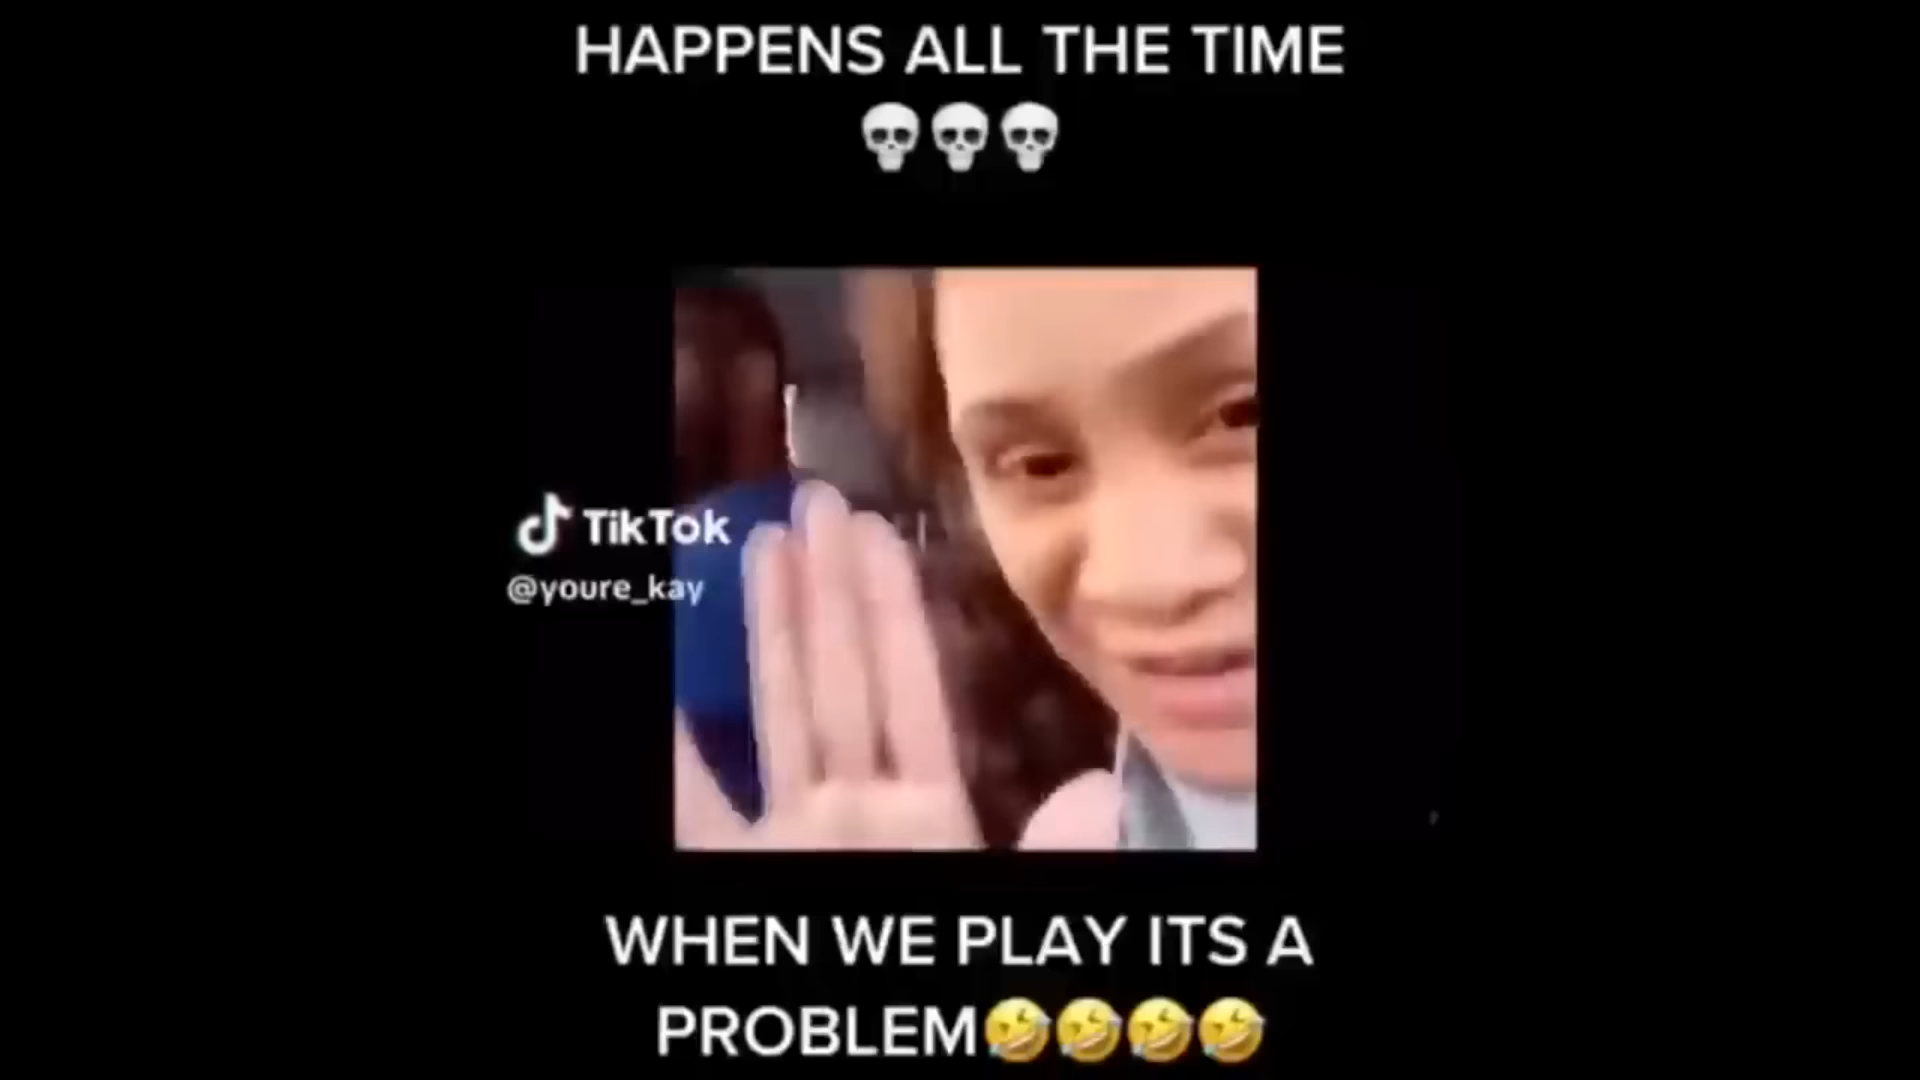 HAPPENS ALL THE TIME
💀💀💀
TikTok
@youre_kay
WHEN WE PLAY ITS A
PROBLEM🤣🤣🤣🤣